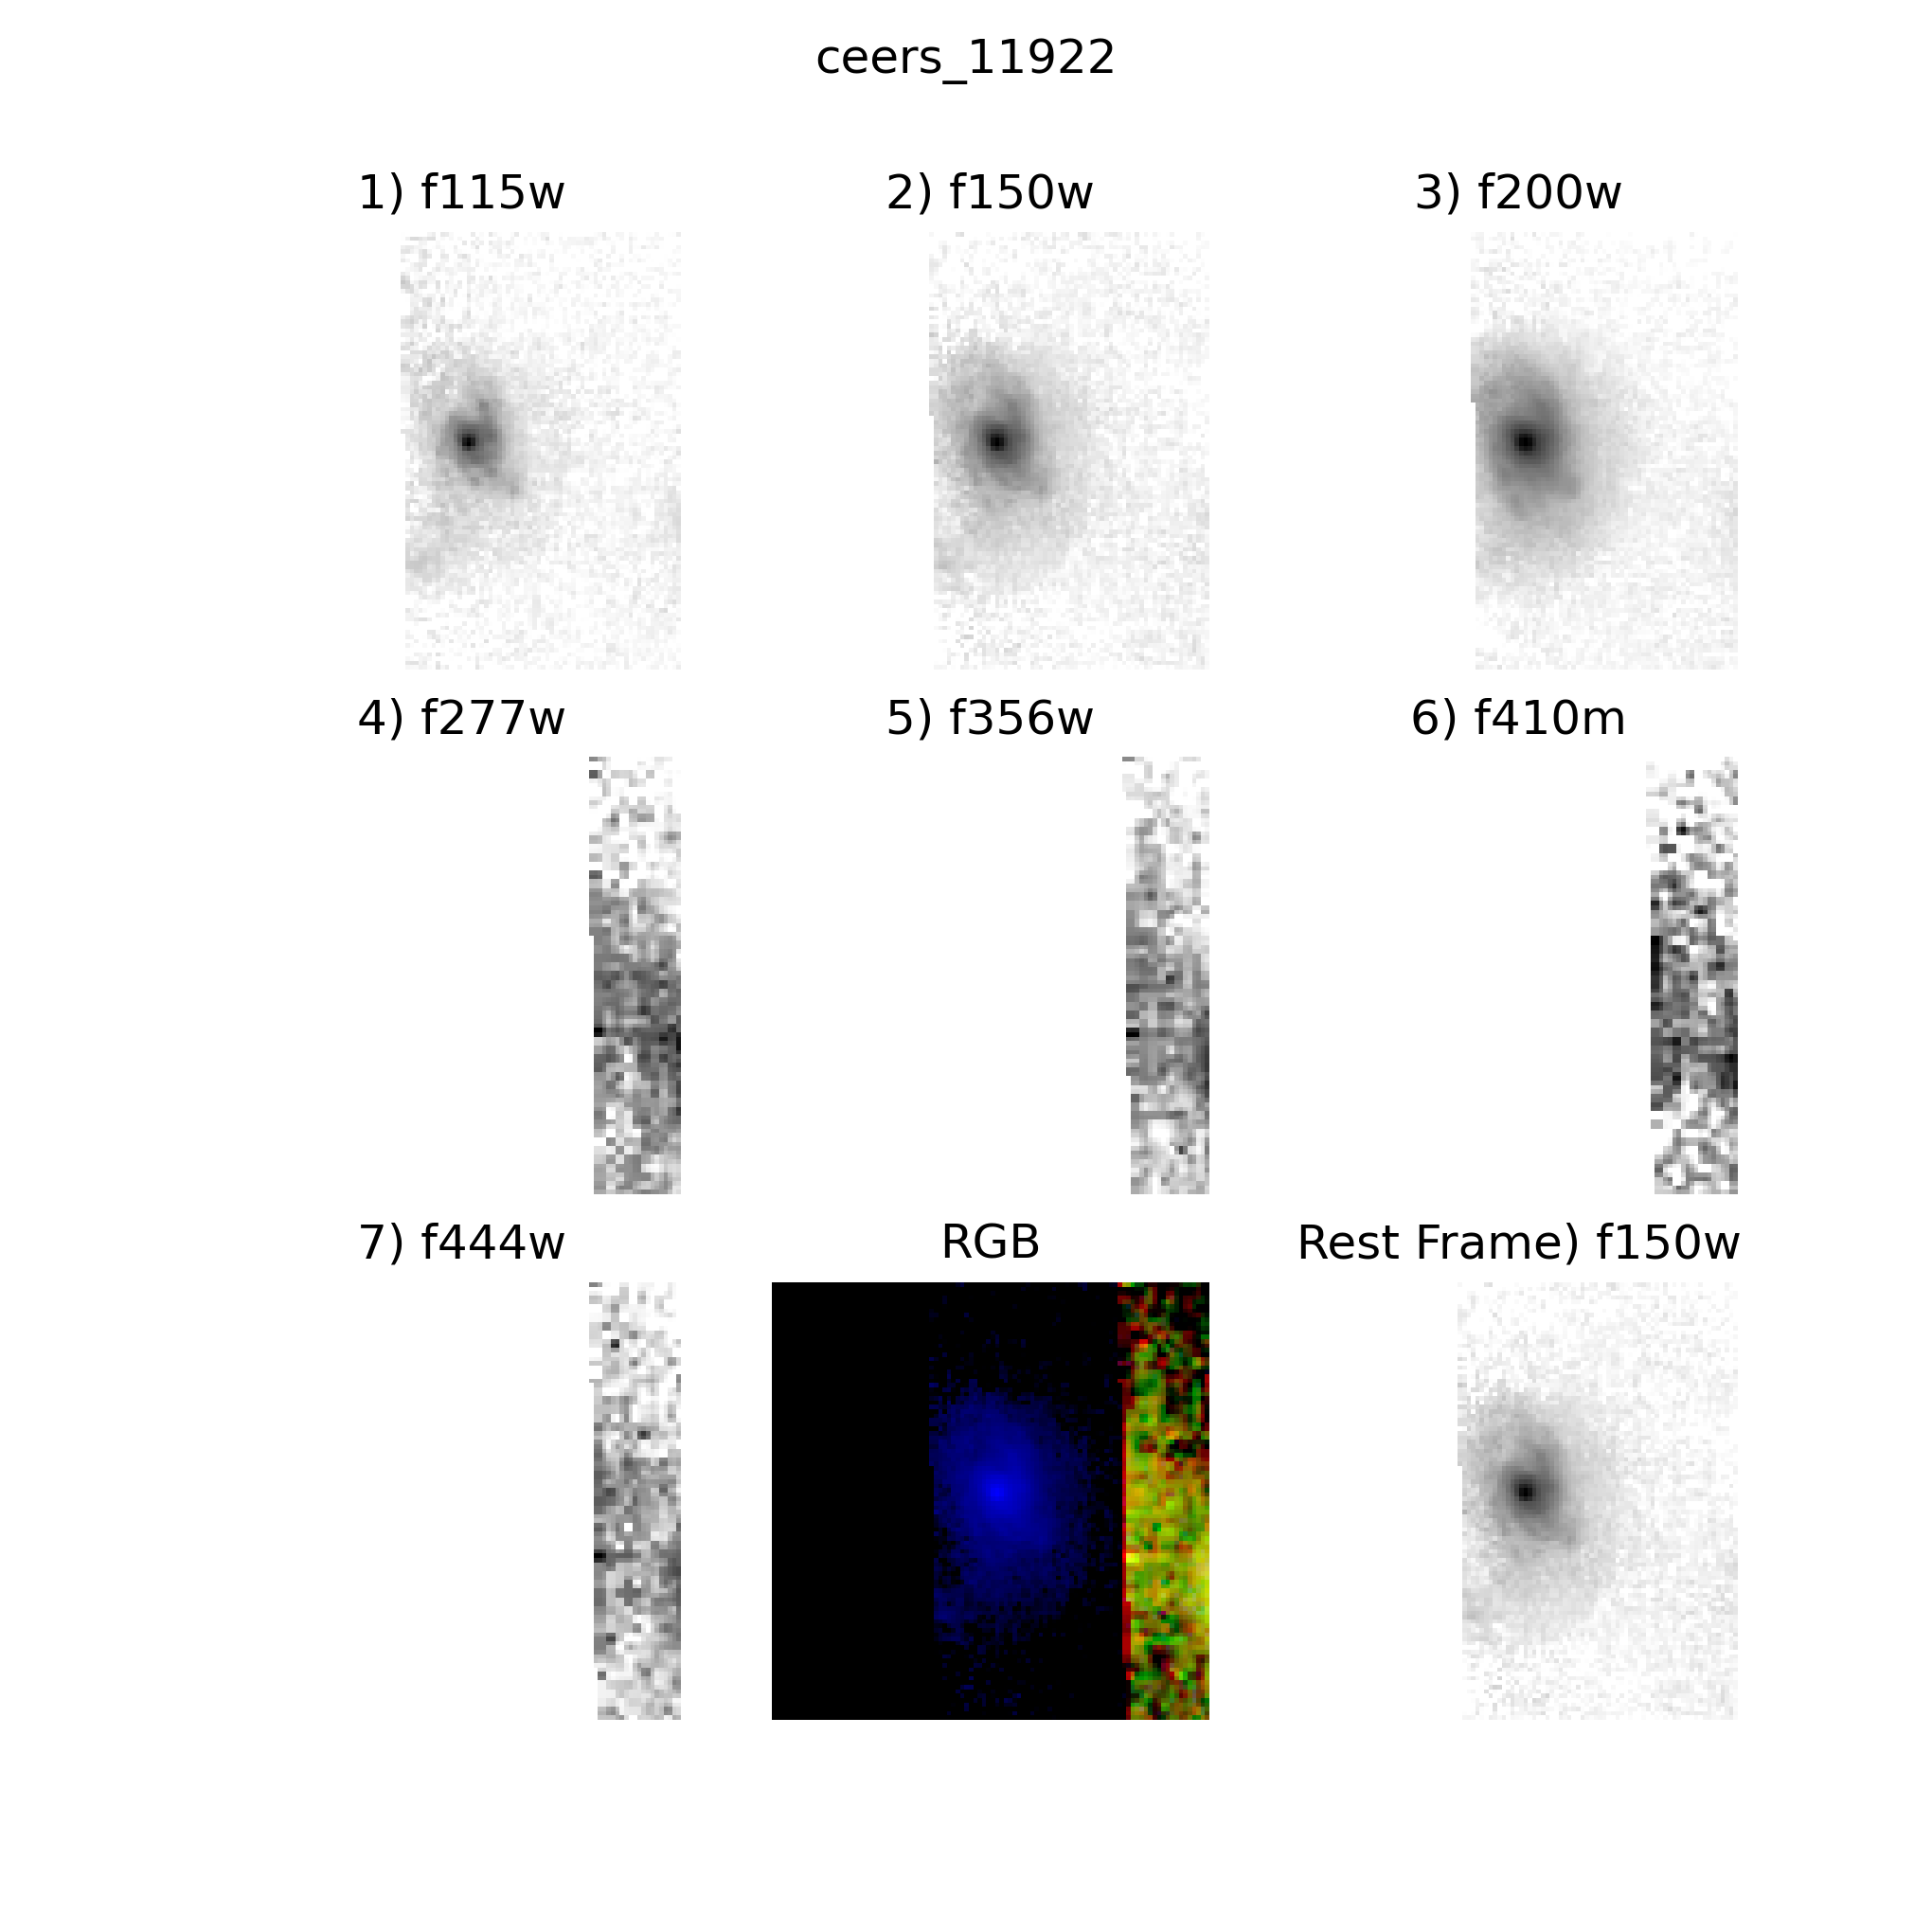 ceers_11922
1) f115w
2) f150w
3) f200w
4) f277w
5) f356w
6) f410m
7) f444w
RGB
Rest Frame) f150w